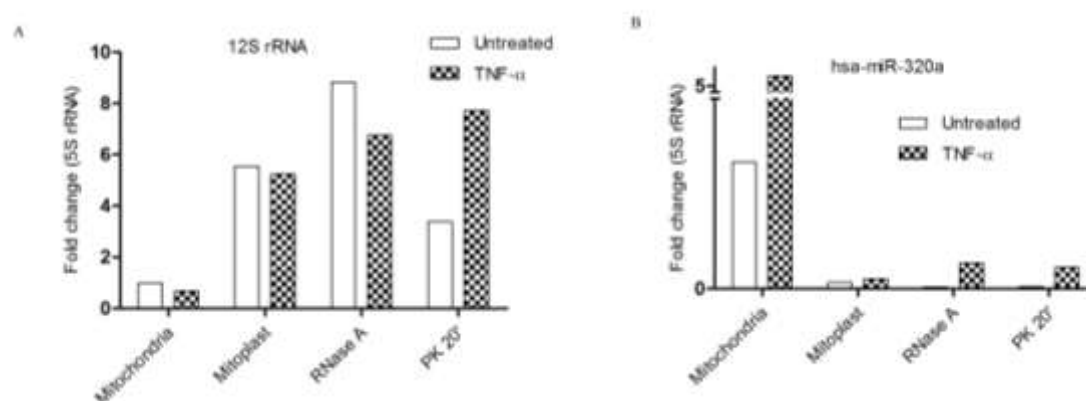 A
12S rRNA
Untreated
TNF-α
Fold change (5S rRNA)
10
8
6
4
2
0
Mitochondria
Mitoplast
RNase A
PK 20'
B
hsa-miR-320a
Untreated
TNF-α
Fold change (5S rRNA)
5
0
Mitochondria
Mitoplast
RNase A
PK 20'